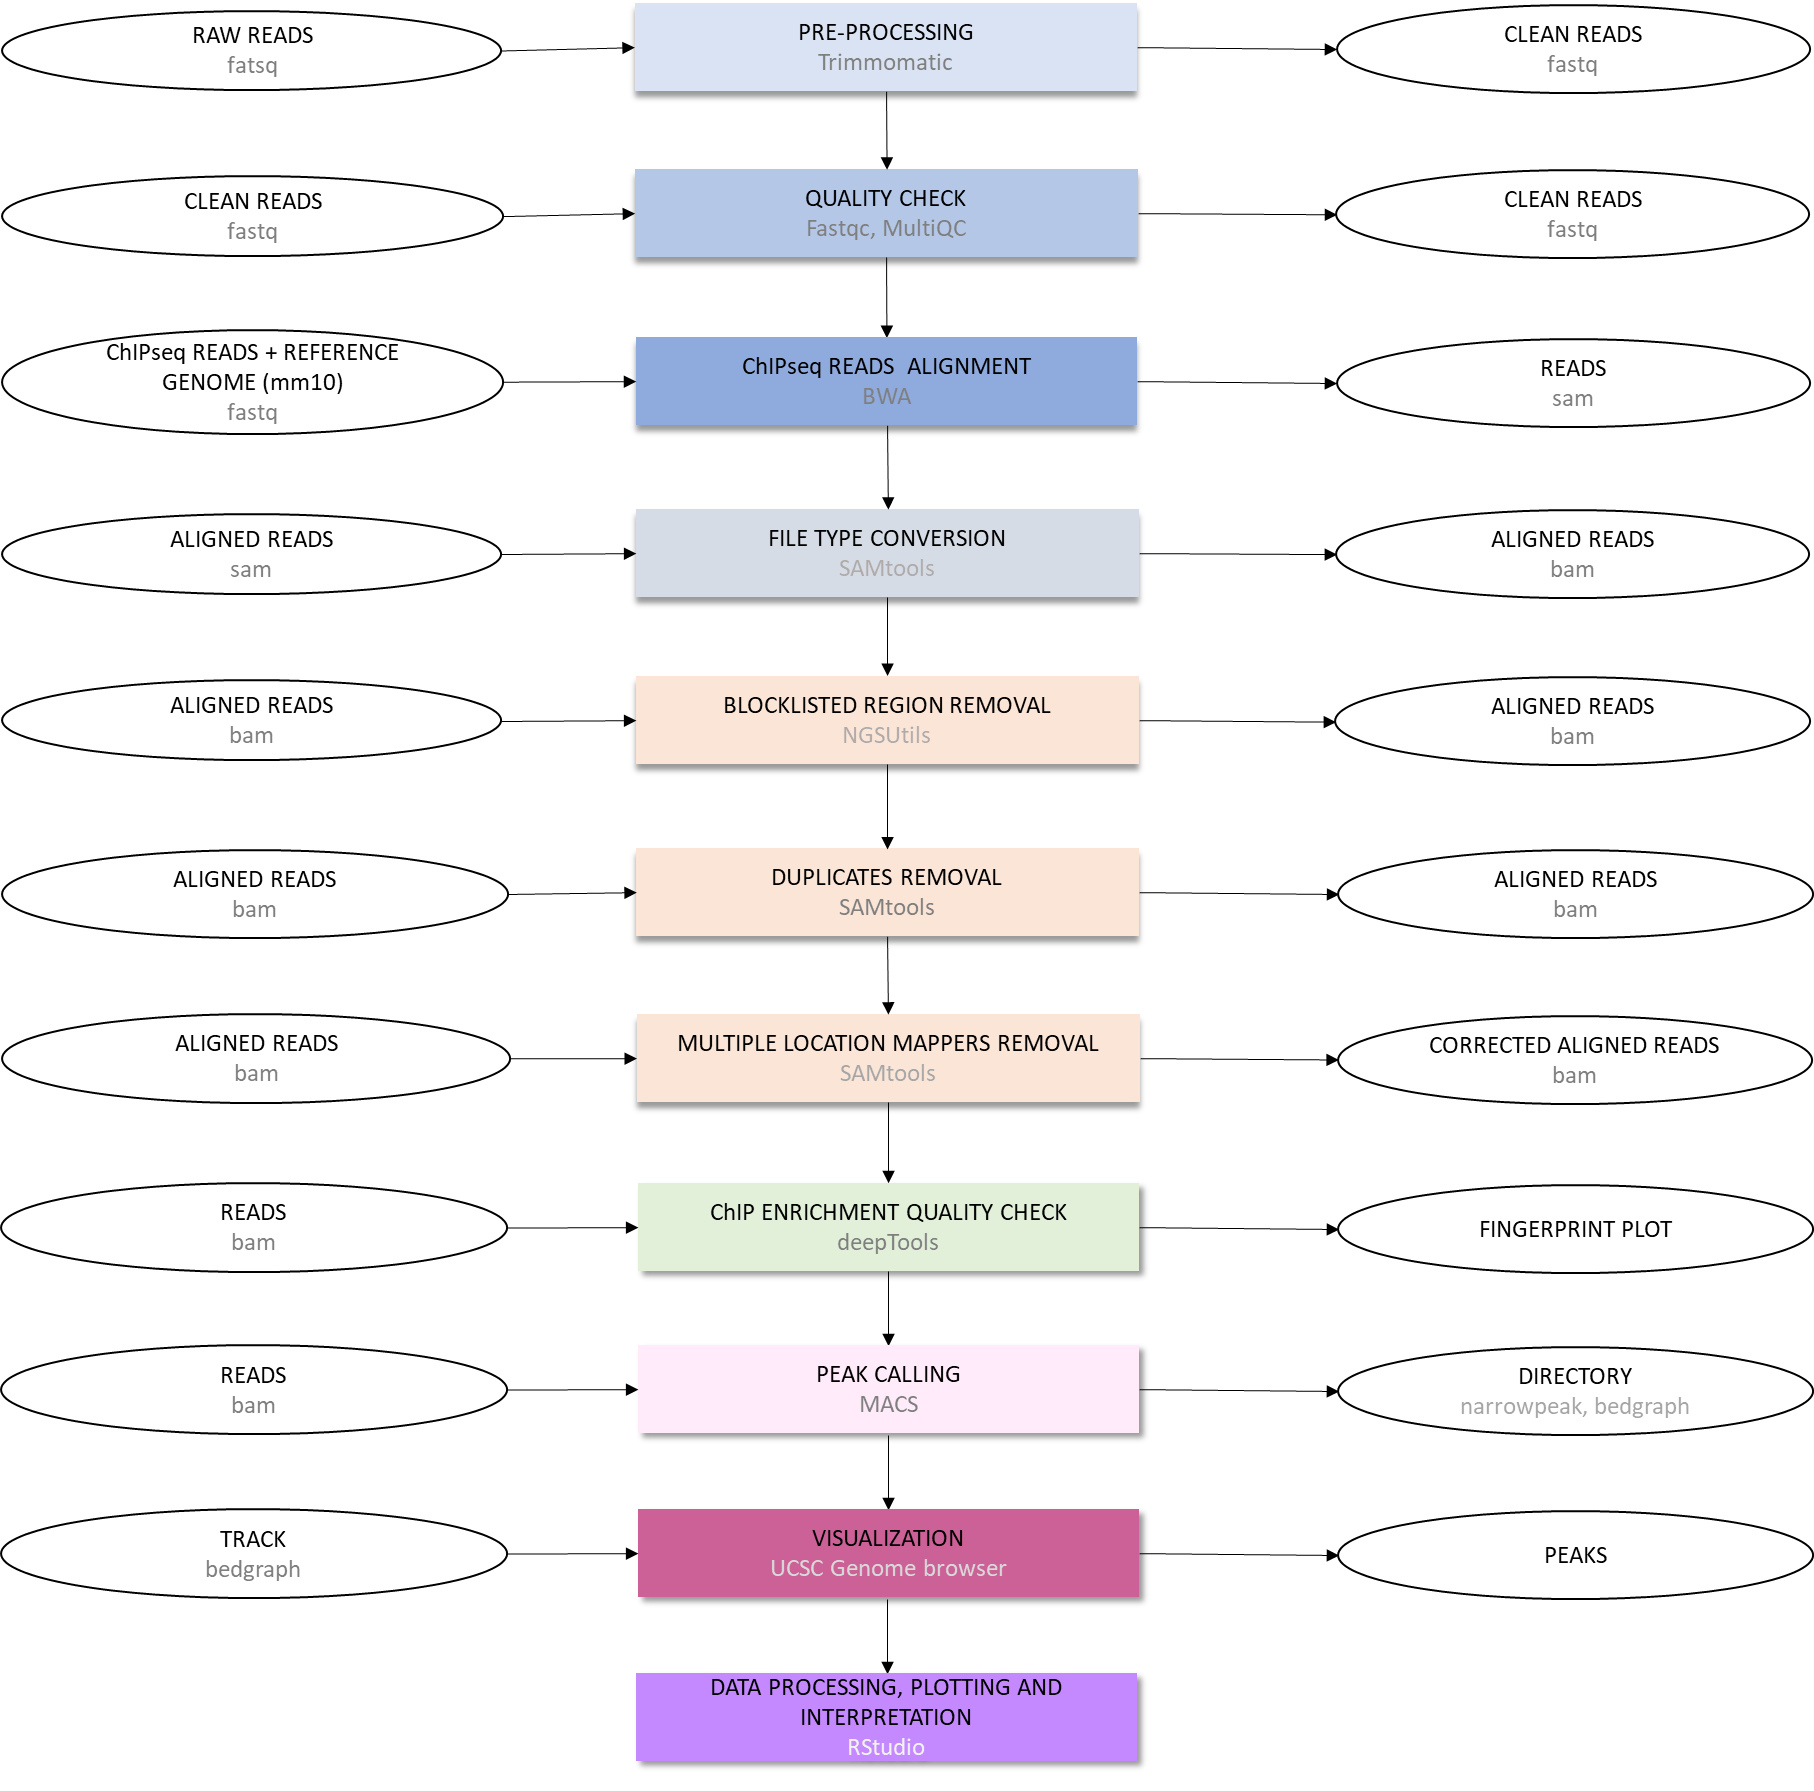 RAW READS
fatsq
PRE-PROCESSING
Trimmomatic
CLEAN READS
fastq
CLEAN READS
fastq
QUALITY CHECK
Fastqc, MultiQC
CLEAN READS
fastq
ChIPseq READS + REFERENCE
GENOME (mm10)
fastq
ChIPseq READS  ALIGNMENT
BWA
READS
sam
ALIGNED READS
sam
FILE TYPE CONVERSION
SAMtools
ALIGNED READS
bam
ALIGNED READS
bam
BLOCKLISTED REGION REMOVAL
NGSUtils
ALIGNED READS
bam
ALIGNED READS
bam
DUPLICATES REMOVAL
SAMtools
ALIGNED READS
bam
ALIGNED READS
bam
MULTIPLE LOCATION MAPPERS REMOVAL
SAMtools
CORRECTED ALIGNED READS
bam
READS
bam
ChIP ENRICHMENT QUALITY CHECK
deepTools
FINGERPRINT PLOT
READS
bam
PEAK CALLING
MACS
DIRECTORY
narrowpeak, bedgraph
TRACK
bedgraph
VISUALIZATION
UCSC Genome browser
PEAKS
DATA PROCESSING, PLOTTING AND
INTERPRETATION
RStudio